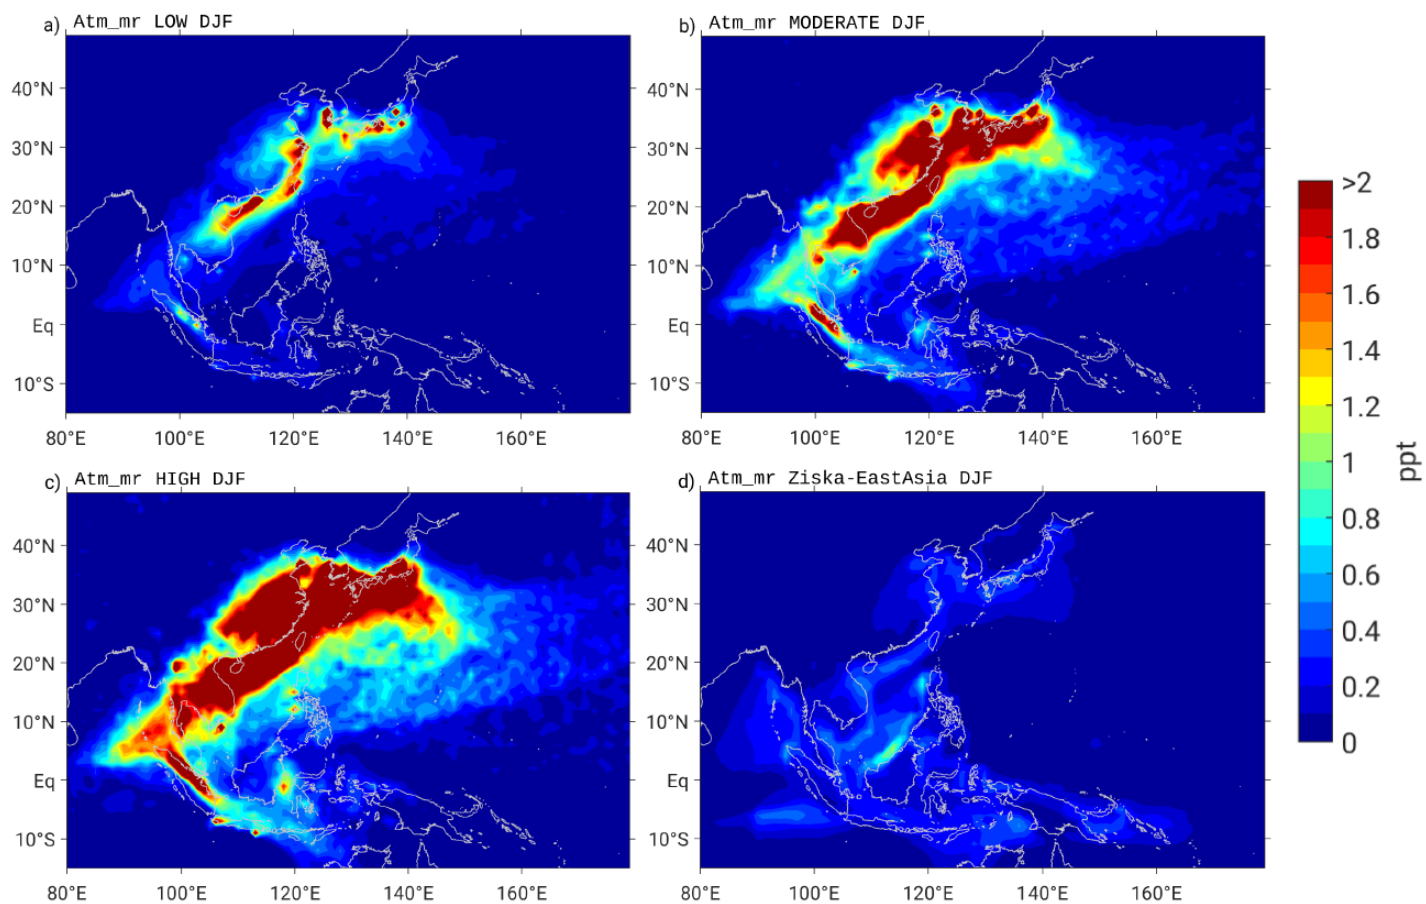 a) Atm_mr LOW DJF
b) Atm_mr MODERATE DJF
40°N
30°N
20°N
10°N
Eq
10°S
80°E 100°E 120°E 140°E 160°E
40°N
30°N
20°N
10°N
Eq
10°S
80°E 100°E 120°E 140°E 160°E
c) Atm_mr HIGH DJF
d) Atm_mr Ziska-EastAsia DJF
40°N
30°N
20°N
10°N
Eq
10°S
80°E 100°E 120°E 140°E 160°E
40°N
30°N
20°N
10°N
Eq
10°S
80°E 100°E 120°E 140°E 160°E
>2
1.8
1.6
1.4
1.2
1
0.8
0.6
0.4
0.2
0
ppt